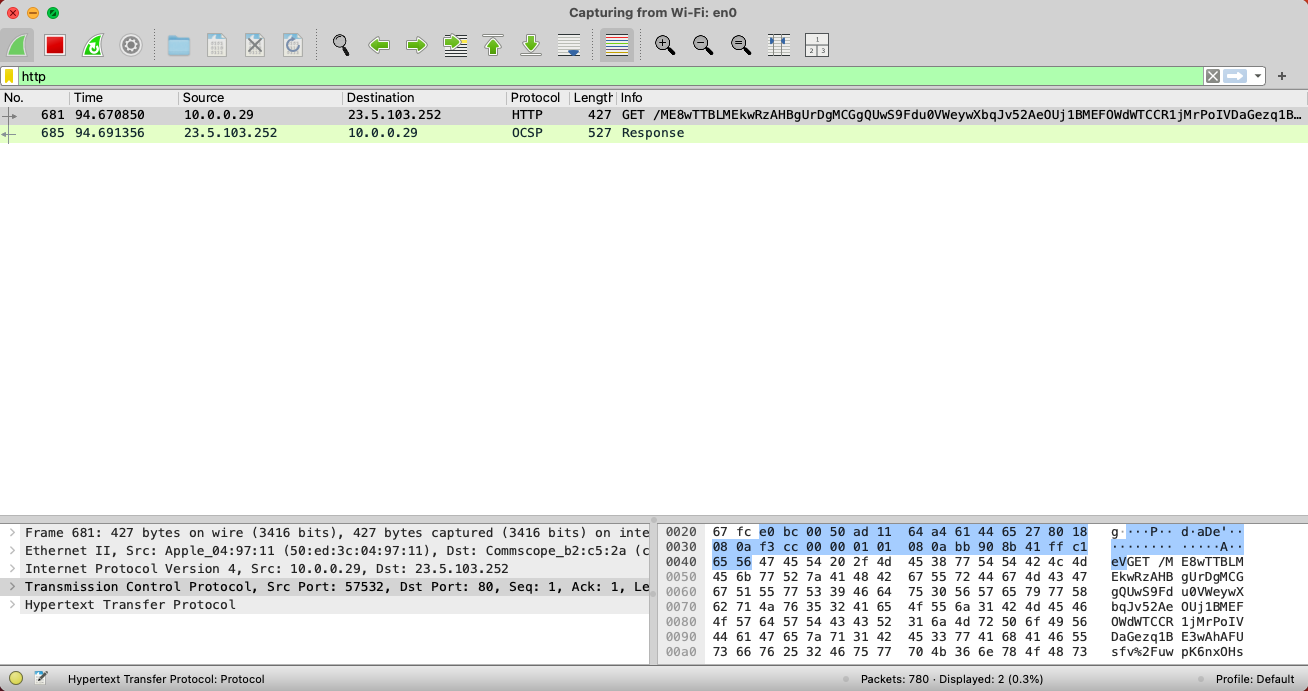 Capturing from Wi-Fi: en0
http
No. Time Source Destination Protocol Length Info
681 94.670850 10.0.0.29 23.5.103.252 HTTP 427 GET /ME8wTTBLMEkwRzAHBgUrDgMCGgQUwS9Fdu0VWeywXbqJv52AeOUj1BMEFOWdWTCCR1jMrPoIVDaGezq1B…
685 94.691356 23.5.103.252 10.0.0.29 OCSP 527 Response
Frame 681: 427 bytes on wire (3416 bits), 427 bytes captured (3416 bits) on inte
Ethernet II, Src: Apple_04:97:11 (50:ed:3c:04:97:11), Dst: Commscope_b2:c5:2a (c
Internet Protocol Version 4, Src: 10.0.0.29, Dst: 23.5.103.252
Transmission Control Protocol, Src Port: 57532, Dst Port: 80, Seq: 1, Ack: 1, Le
Hypertext Transfer Protocol
0020 67 fc e0 bc 00 50 ad 11 64 a4 61 44 65 27 80 18 g····P·· d·aDe'··
0030 08 0a f3 cc 00 00 01 01 08 0a bb 90 8b 41 ff c1 ········ ·····A··
0040 65 56 47 45 54 20 2f 4d 45 38 77 54 54 42 4c 4d eVGET /M E8wTTBLM
0050 45 6b 77 52 7a 41 48 42 67 55 72 44 67 4d 43 47 EkwRzAHB gUrDgMCG
0060 67 51 55 77 53 39 46 64 75 30 56 57 65 79 77 58 gQUwS9Fd u0VWeywX
0070 62 71 4a 76 35 32 41 65 4f 55 6a 31 42 4d 45 46 bqJv52Ae OUj1BMEF
0080 4f 57 64 57 54 43 43 52 31 6a 4d 72 50 6f 49 56 OWdWTCCR 1jMrPoIV
0090 44 61 47 65 7a 71 31 42 45 33 77 41 68 41 46 55 DaGezq1B E3wAhAFU
00a0 73 66 76 25 32 46 75 77 70 4b 36 6e 78 4f 48 73 sfv%2Fuw pK6nxOHs
Hypertext Transfer Protocol: Protocol
Packets: 780 · Displayed: 2 (0.3%)
Profile: Default